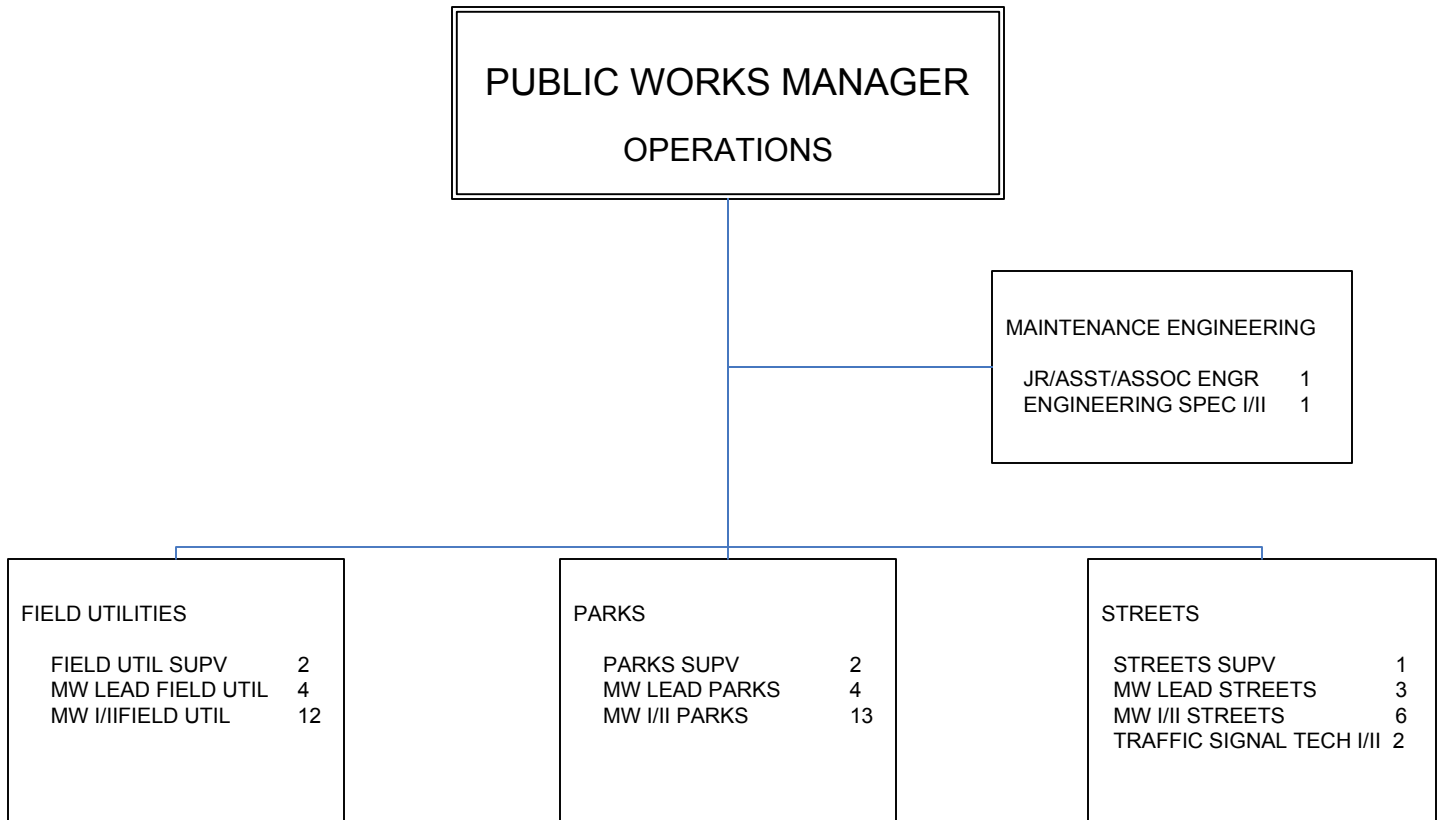 PUBLIC WORKS MANAGER
OPERATIONS
MAINTENANCE ENGINEERING
JR/ASST/ASSOC ENGR 1
ENGINEERING SPEC I/II 1
FIELD UTILITIES
FIELD UTIL SUPV 2
MW LEAD FIELD UTIL 4
MW I/IIFIELD UTIL 12
PARKS
PARKS SUPV 2
MW LEAD PARKS 4
MW I/II PARKS 13
STREETS
STREETS SUPV 1
MW LEAD STREETS 3
MW I/II STREETS 6
TRAFFIC SIGNAL TECH I/II 2